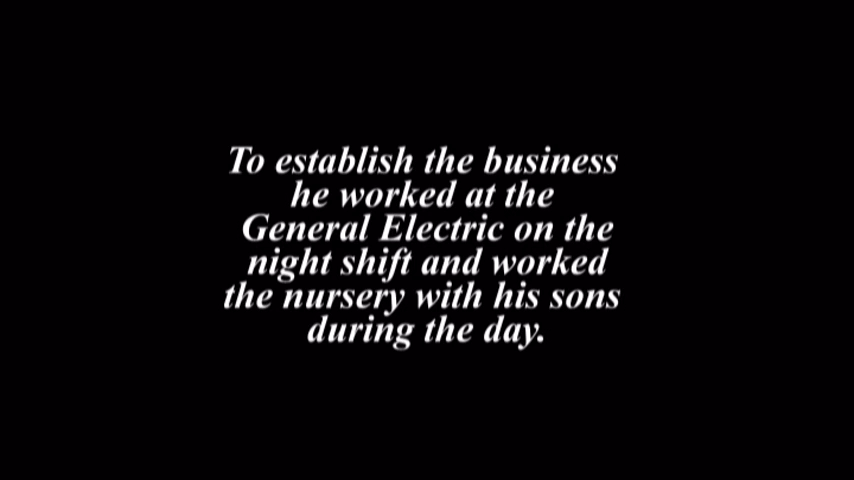 To establish the business
he worked at the
General Electric on the
night shift and worked
the nursery with his sons
during the day.